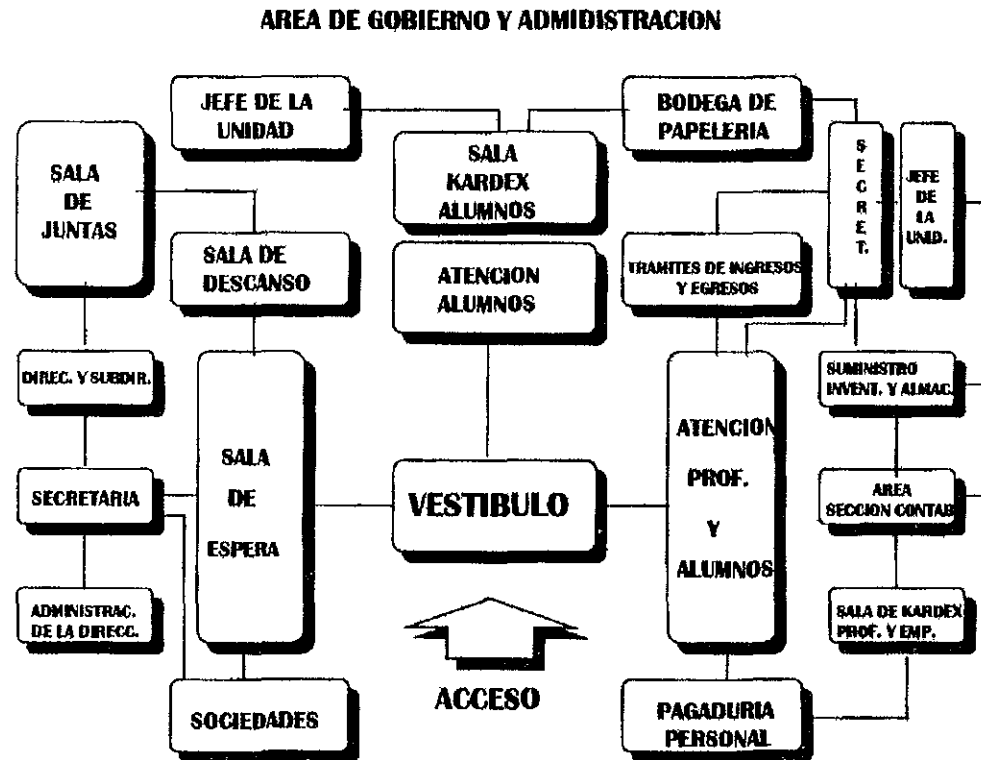 AREA DE GOBIERNO Y ADMIDISTRACION
JEFE DE LA
UNIDAD
BODEGA DE
PAPELERIA
SALA
DE
JUNTAS
SALA
KARDEX
ALUMNOS
SECRET.
JEFE
DE
LA
UNID.
SALA DE
DESCANSO
ATENCION
ALUMNOS
TRAMITES DE INGRESOS
Y EGRESOS
DIREC. Y SUBDIR.
SUMINISTRO
INVENT. Y ALMAC.
SALA
DE
ESPERA
ATENCION
PROF.
Y
ALUMNOS
SECRETARIA
VESTIBULO
AREA
SECCION CONTAB
ADMINISTRAC.
DE LA DIRECC.
SALA DE KARDEX
PROF. Y EMP.
ACCESO
SOCIEDADES
PAGADURIA
PERSONAL